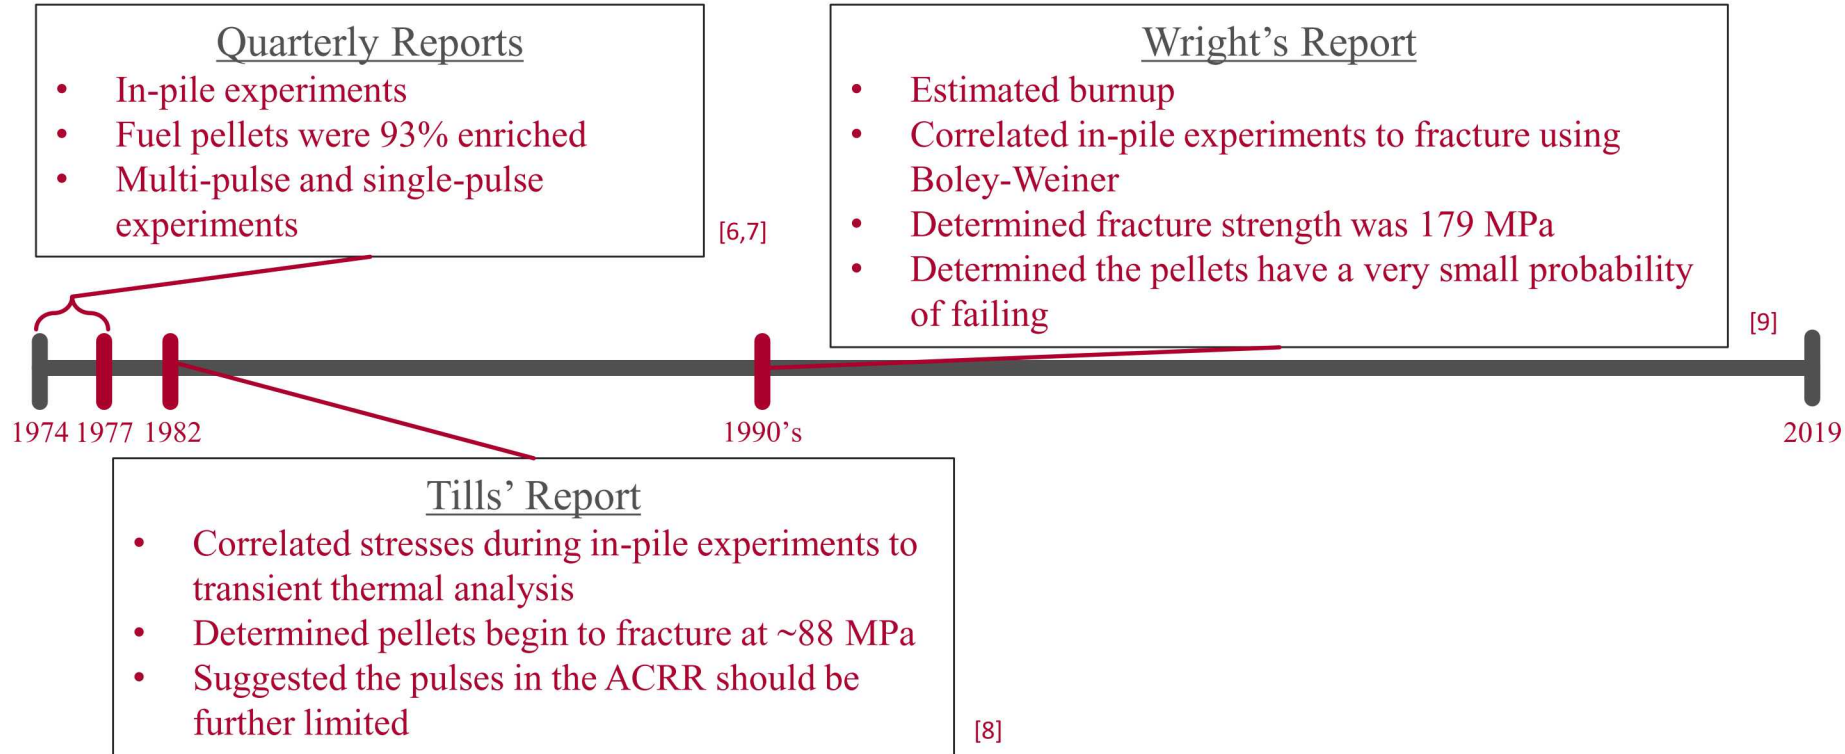 Quarterly Reports
• In-pile experiments
• Fuel pellets were 93% enriched
• Multi-pulse and single-pulse
experiments
[6,7]
Wright’s Report
• Estimated burnup
• Correlated in-pile experiments to fracture using
Boley-Weiner
• Determined fracture strength was 179 MPa
• Determined the pellets have a very small probability
of failing
[9]
1974 1977 1982 1990’s 2019
Tills’ Report
• Correlated stresses during in-pile experiments to
transient thermal analysis
• Determined pellets begin to fracture at ~88 MPa
• Suggested the pulses in the ACRR should be
further limited
[8]